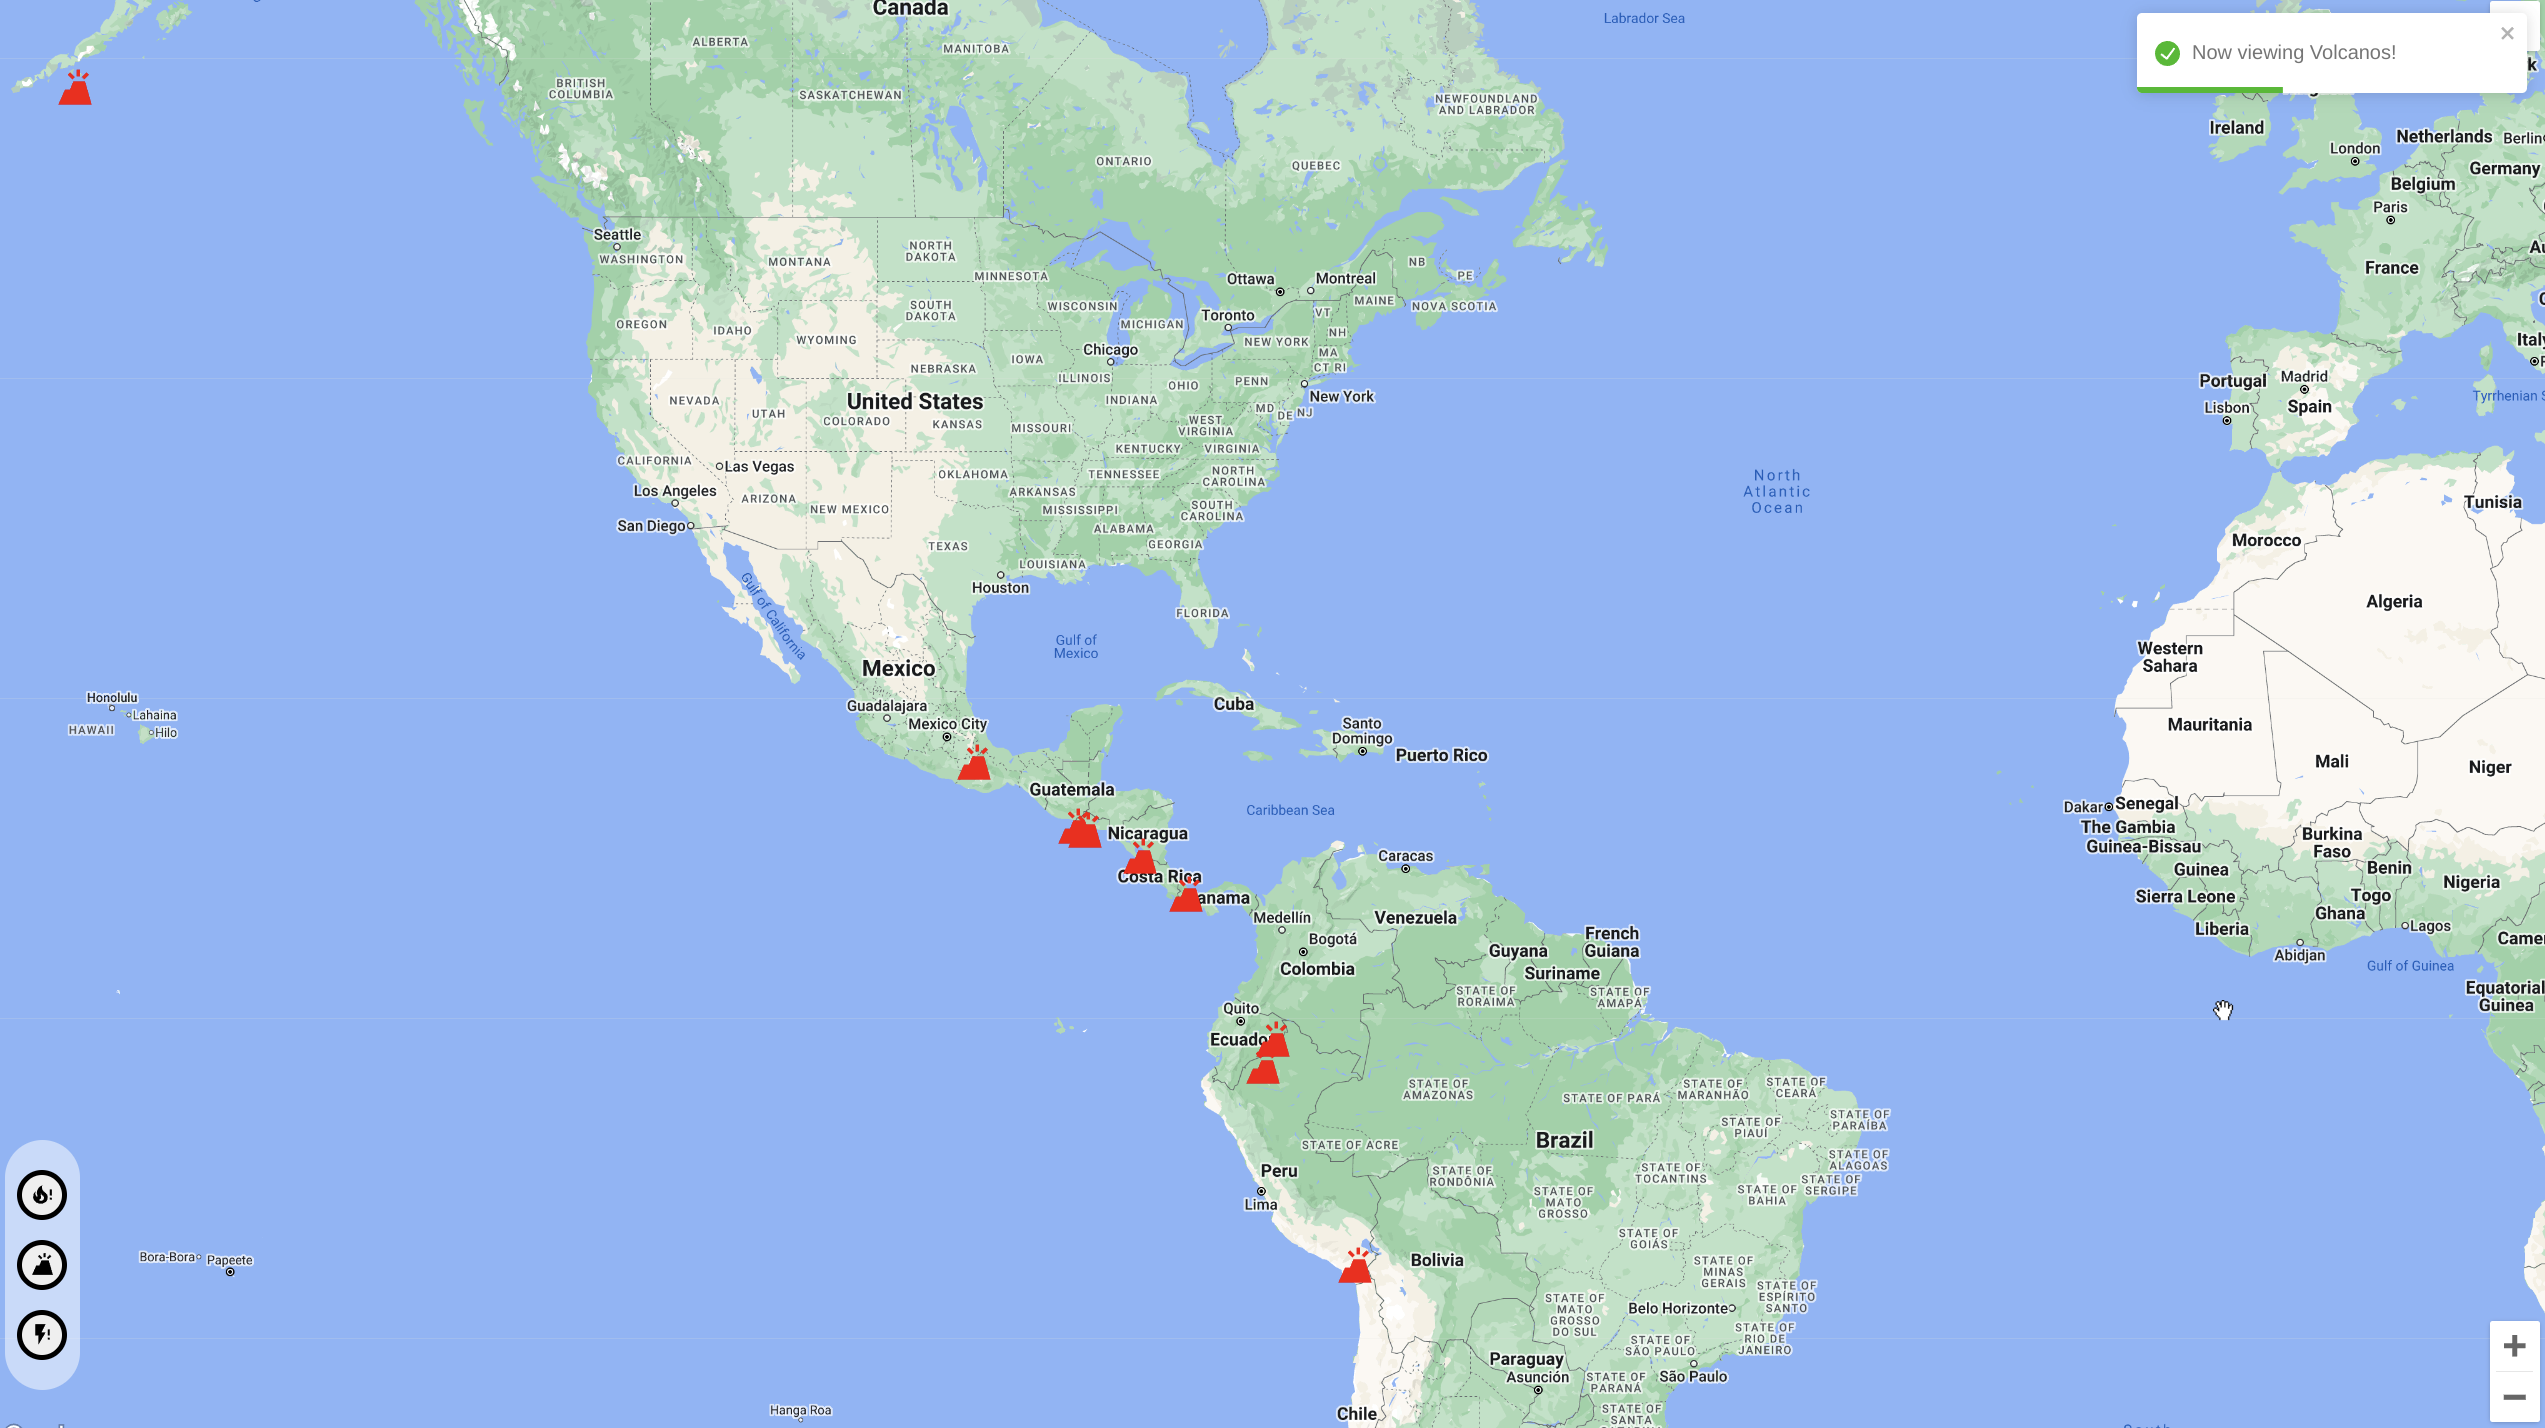 Canada
Labrador Sea
Now viewing Volcanos!
ALBERTA
MANITOBA
BRITISH
COLUMBIA
SASKATCHEWAN
NEWFOUNDLAND
AND LABRADOR
ONTARIO
QUEBEC
Ireland
London
Netherlands
Berlin
Germany
Belgium
Paris
France
Seattle
WASHINGTON
MONTANA
NORTH
DAKOTA
MINNESOTA
Ottawa
Montreal
NB
PE
MAINE
NOVA SCOTIA
OREGON
IDAHO
WYOMING
SOUTH
DAKOTA
WISCONSIN
MICHIGAN
Toronto
VT
NH
NEW YORK
MA
CT RI
Chicago
IOWA
ILLINOIS
NEBRASKA
OHIO
PENN
INDIANA
New York
NEVADA
UTAH
United States
COLORADO
KANSAS
MISSOURI
WEST
VIRGINIA
MD
DE
NJ
KENTUCKY
VIRGINIA
Portugal
Madrid
Lisbon
Spain
Italy
Tyrrhenian S
CALIFORNIA
Las Vegas
Los Angeles
ARIZONA
NEW MEXICO
OKLAHOMA
ARKANSAS
TENNESSEE
NORTH
CAROLINA
MISSISSIPPI
SOUTH
CAROLINA
ALABAMA
GEORGIA
San Diego
TEXAS
LOUISIANA
Houston
FLORIDA
North
Atlantic
Ocean
Tunisia
Morocco
Algeria
Gulf of California
Gulf of
Mexico
Mexico
Western
Sahara
Honolulu
Lahaina
HAWAII
Hilo
Guadalajara
Mexico City
Cuba
Santo
Domingo
Puerto Rico
Mauritania
Mali
Niger
Guatemala
Caribbean Sea
Nicaragua
Costa Rica
anama
Caracas
Dakar
Senegal
The Gambia
Guinea-Bissau
Burkina
Faso
Guinea
Benin
Nigeria
Sierra Leone
Togo
Ghana
Liberia
Lagos
Abidjan
Came
Gulf of Guinea
Equatorial
Guinea
Medellín
Venezuela
Bogotá
Colombia
Guyana
French
Guiana
Suriname
STATE OF
RORAIMA
STATE OF
AMAPÁ
Quito
Ecuado
STATE OF
AMAZONAS
STATE OF PARÁ
STATE OF
MARANHÃO
STATE OF
CEARÁ
STATE OF
PIAUÍ
STATE OF
PARAÍBA
STATE OF ACRE
Brazil
STATE OF
ALAGOAS
Peru
Lima
STATE OF
RONDÔNIA
STATE OF
TOCANTINS
STATE OF
BAHIA
STATE OF
SERGIPE
STATE OF
MATO
GROSSO
STATE OF
GOIÁS
Bolivia
STATE OF
MINAS
GERAIS
STATE OF
ESPÍRITO
SANTO
STATE OF
MATO
GROSSO
DO SUL
Belo Horizonte
STATE OF
RIO DE
JANEIRO
STATE OF
SÃO PAULO
Paraguay
Asunción
STATE OF
PARANÁ
São Paulo
STATE OF
SANTA
Chile
Bora-Bora
Papeete
Hanga Roa